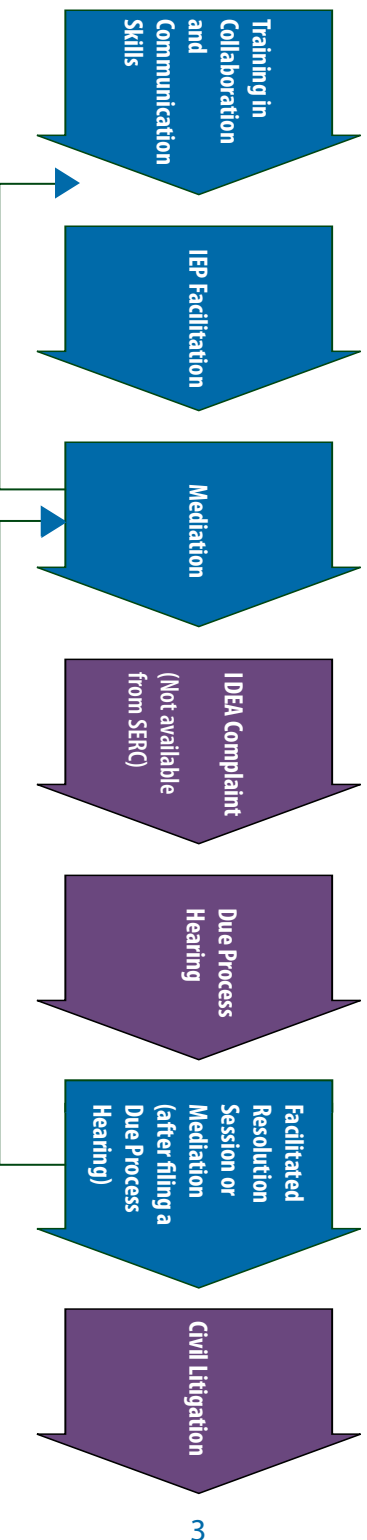 Training in
Collaboration
and
Communication
Skills
IEP Facilitation
Mediation
IDEA Complaint
(Not available
from SERC)
Due Process
Hearing
Facilitated
Resolution
Session or
Mediation
(after filing a
Due Process
Hearing)
Civil Litigation
3